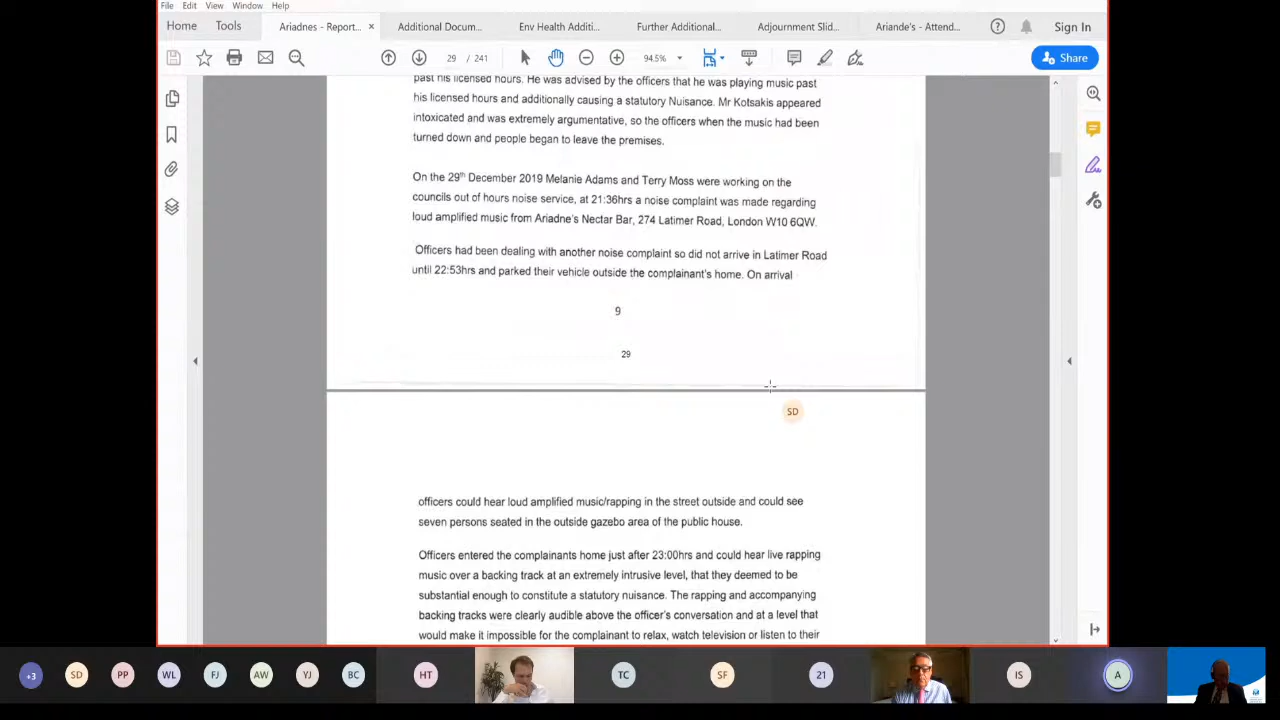 File Edit View Window Help
Home Tools Ariadnes - Report... × Additional Docum... Env Health Additi... Further Additional... Adjournment Slid... Ariande's - Attend... Sign In
29 / 241 94.5% Share
past his licensed hours. He was advised by the officers that he was playing music past
his licensed hours and additionally causing a statutory Nuisance. Mr Kotsakis appeared
intoxicated and was extremely argumentative, so the officers when the music had been
turned down and people began to leave the premises.
On the 29th December 2019 Melanie Adams and Terry Moss were working on the
councils out of hours noise service, at 21:36hrs a noise complaint was made regarding
loud amplified music from Ariadne's Nectar Bar, 274 Latimer Road, London W10 6QW.
Officers had been dealing with another noise complaint so did not arrive in Latimer Road
until 22:53hrs and parked their vehicle outside the complainant's home. On arrival
9
29
SD
officers could hear loud amplified music/rapping in the street outside and could see
seven persons seated in the outside gazebo area of the public house.
Officers entered the complainants home just after 23:00hrs and could hear live rapping
music over a backing track at an extremely intrusive level, that they deemed to be
substantial enough to constitute a statutory nuisance. The rapping and accompanying
backing tracks were clearly audible above the officer's conversation and at a level that
would make it impossible for the complainant to relax, watch television or listen to their
+3 SD PP WL FJ AW YJ BC HT TC SF 21 IS A